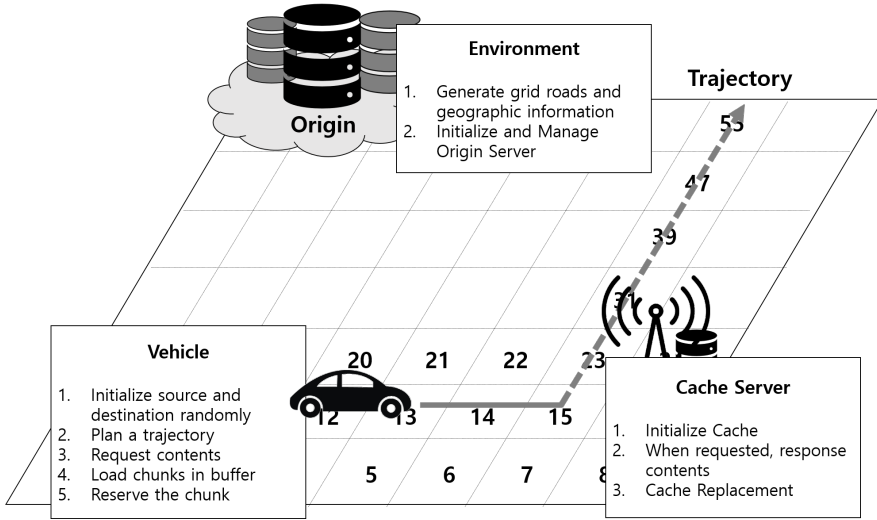 Environment
1. Generate grid roads and
geographic information
2. Initialize and Manage
Origin Server
Origin
Trajectory
55
47
39
31
Vehicle
1. Initialize source and
destination randomly
2. Plan a trajectory
3. Request contents
4. Load chunks in buffer
5. Reserve the chunk
20 21 22 23
12 13 14 15
5 6 7 8
Cache Server
1. Initialize Cache
2. When requested, response
contents
3. Cache Replacement